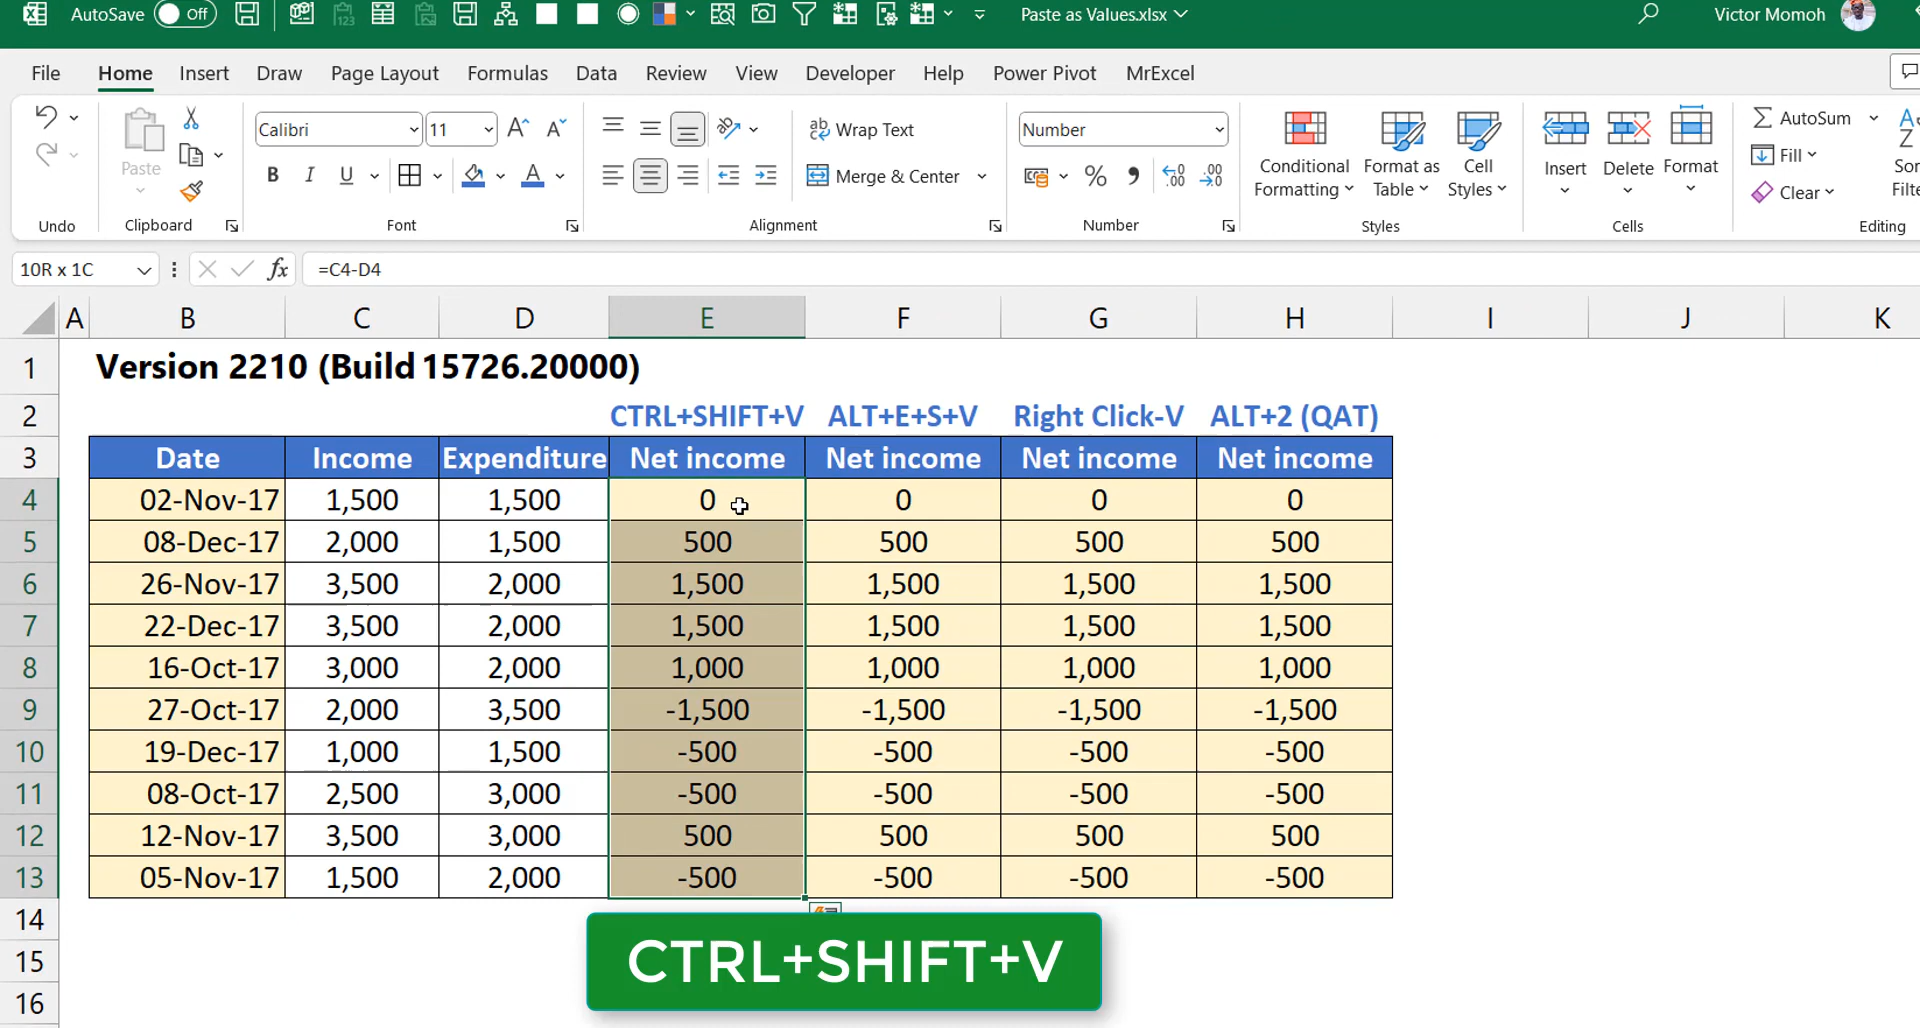 AutoSave Off Paste as Values.xlsx Victor Momoh
File Home Insert Draw Page Layout Formulas Data Review View Developer Help Power Pivot MrExcel
Calibri 11 Wrap Text Number AutoSum
Paste Conditional Formatting Format as Table Cell Styles Insert Delete Format Fill
B I U Merge & Center % Clear
Undo Clipboard Font Alignment Number Styles Cells Editing
10R x 1C fx =C4-D4
A B C D E F G H I J K
1 Version 2210 (Build 15726.20000)
2 CTRL+SHIFT+V ALT+E+S+V Right Click-V ALT+2 (QAT)
3 Date Income Expenditure Net income Net income Net income Net income
4 02-Nov-17 1,500 1,500 0 0 0 0
5 08-Dec-17 2,000 1,500 500 500 500 500
6 26-Nov-17 3,500 2,000 1,500 1,500 1,500 1,500
7 22-Dec-17 3,500 2,000 1,500 1,500 1,500 1,500
8 16-Oct-17 3,000 2,000 1,000 1,000 1,000 1,000
9 27-Oct-17 2,000 3,500 -1,500 -1,500 -1,500 -1,500
10 19-Dec-17 1,000 1,500 -500 -500 -500 -500
11 08-Oct-17 2,500 3,000 -500 -500 -500 -500
12 12-Nov-17 3,500 3,000 500 500 500 500
13 05-Nov-17 1,500 2,000 -500 -500 -500 -500
14
CTRL+SHIFT+V
15
16